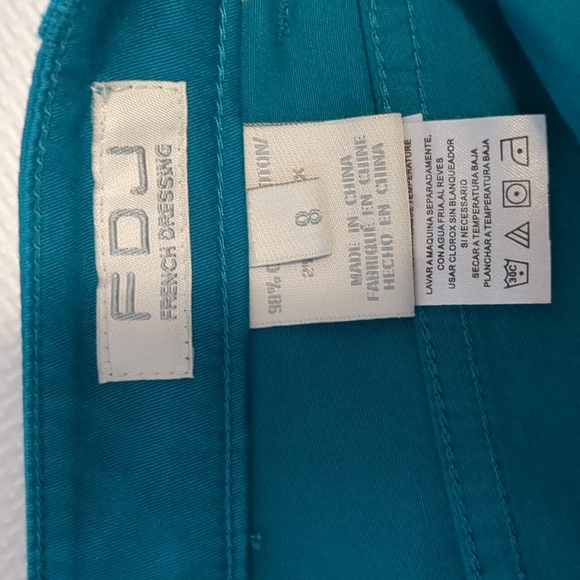 FDJ
FRENCH DRESSING
98%
8
MADE IN CHINA
FABRIQUÉ EN CHINE
HECHO EN CHINA
TEMPERATURE
LAVAR A MAQUINA SEPARADAMENTE,
CON AGUA FRIA, AL REVES
USAR CLOROX SIN BLANQUEADOR
SI NECESSARIO
SECAR A TEMPERATURA BAJA
PLANCHAR A TEMPERATURA BAJA
30C